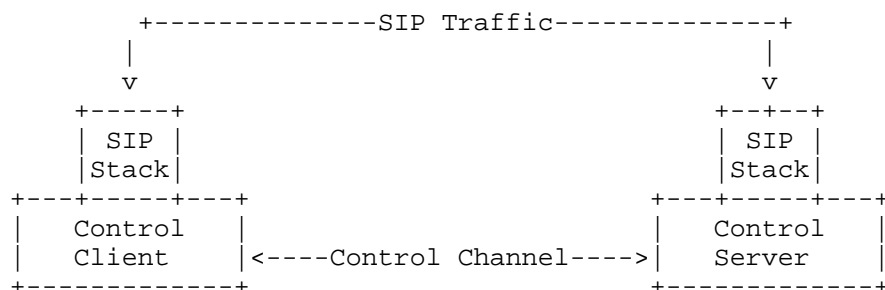 +--------------SIP Traffic--------------+
|                                       |
v                                       v
+-----+                               +--+--+
| SIP |                               | SIP |
|Stack|                               |Stack|
+---+-----+---+                       +---+-----+---+
|   Control   |                       |   Control   |
|   Client    |<----Control Channel---->|   Server    |
+-------------+                       +-------------+